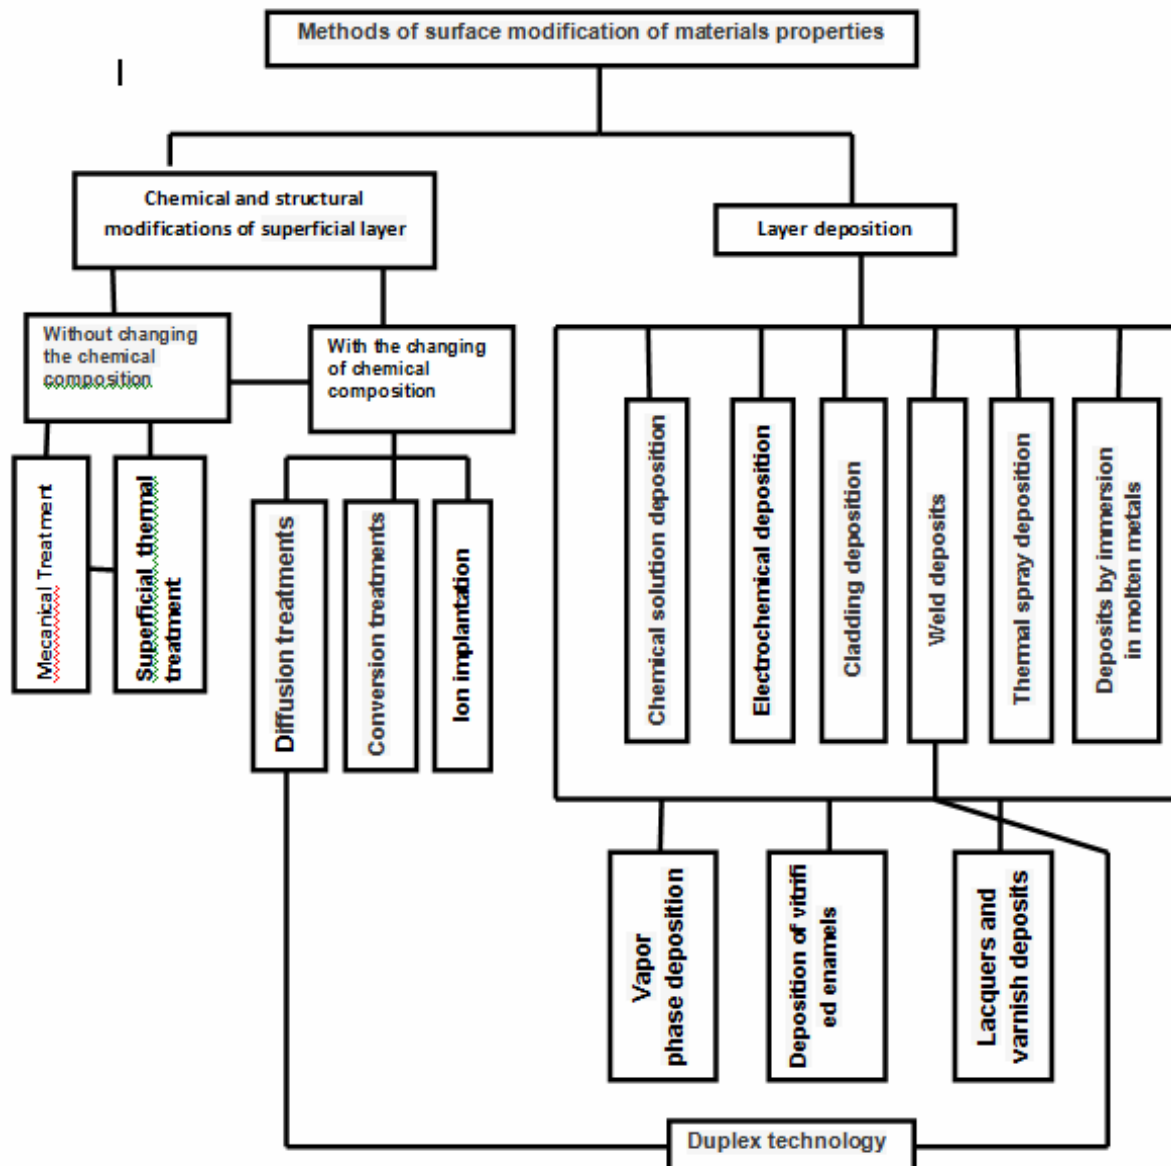 Methods of surface modification of materials properties
Chemical and structural
modifications of superficial layer
Layer deposition
Without changing
the chemical
composition
With the changing
of chemical
composition
Mecanical Treatment
Superficial thermal
treatment
Diffusion treatments
Conversion treatments
Ion implantation
Chemical solution deposition
Electrochemical deposition
Cladding deposition
Weld deposits
Thermal spray deposition
Deposits by immersion
in molten metals
Vapor
phase deposition
Deposition of vitrifi
ed enamels
Lacquers and
varnish deposits
Duplex technology